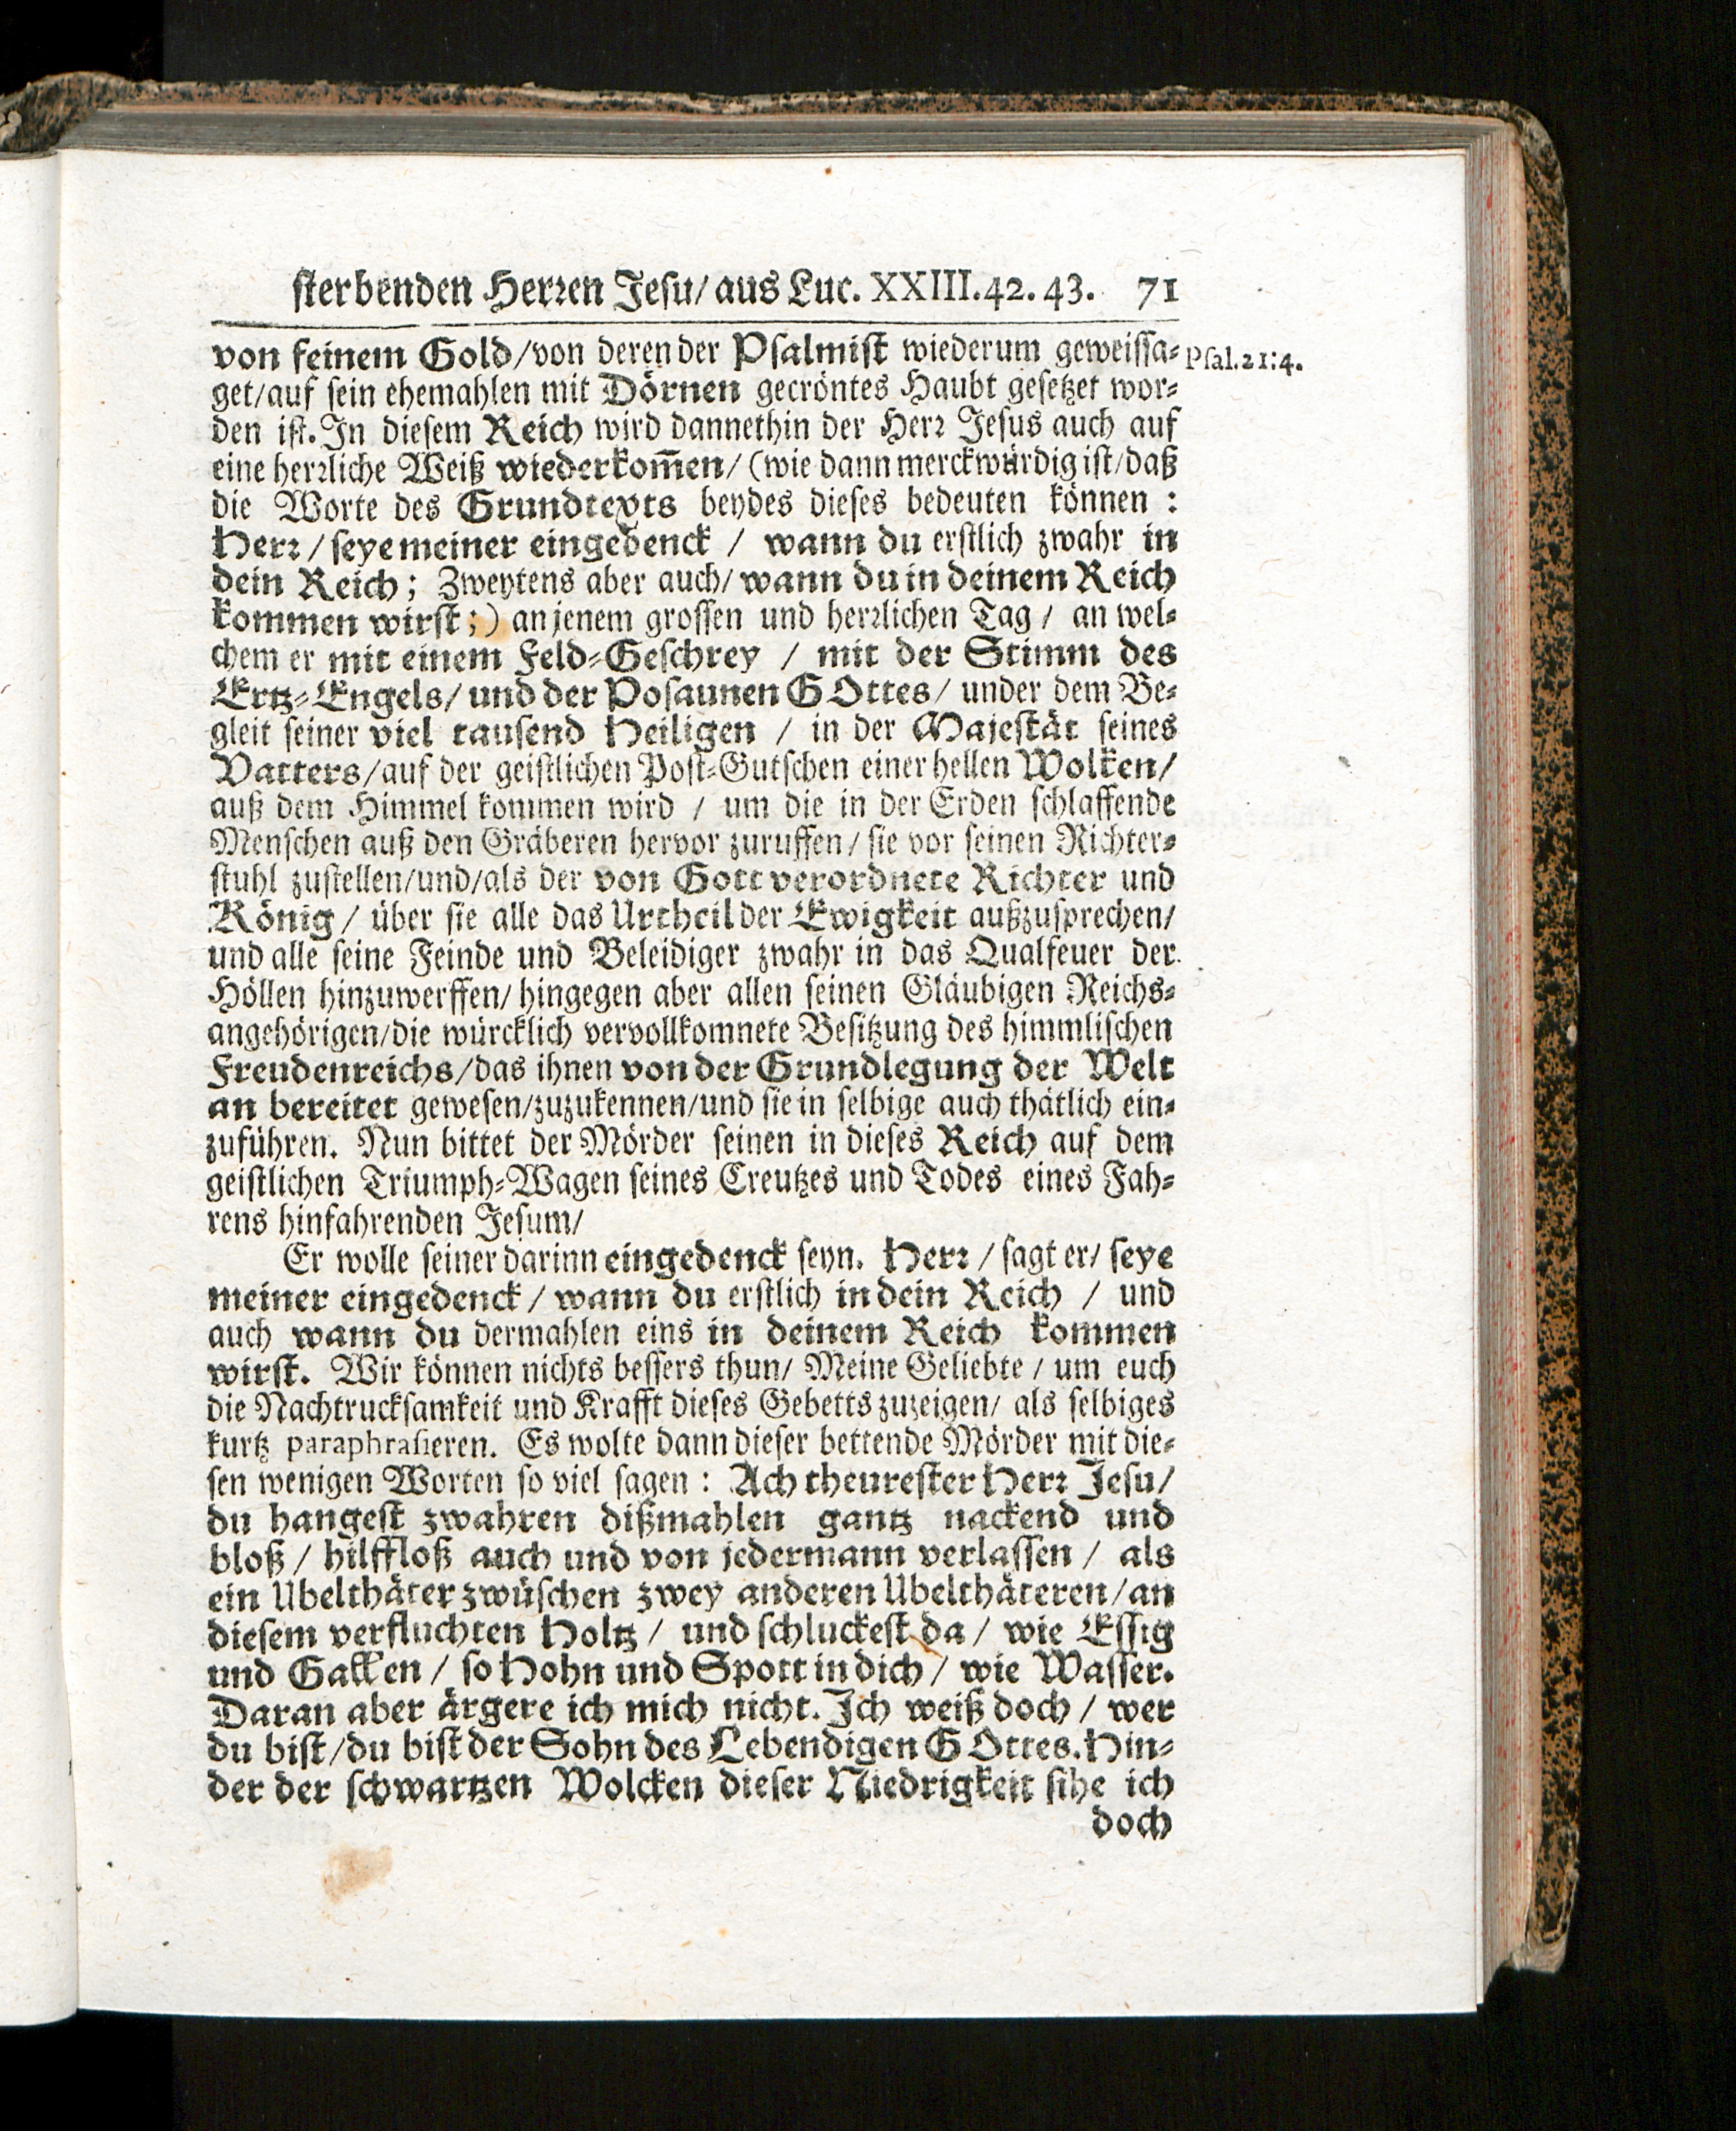 sterbenden Herren Jesu/ aus Luc. XXIII. 42. 43. 71
von feinem Gold/ von deren der Psalmist wiederum geweissa-
Psal. 21:4.
get/ auf sein ehemahlen mit Dörnen gecröntes Haubt gesetzet wor-
den ist. In diesem Reich wird dannethin der Herr Jesus auch auf
eine herrliche Weiß wiederkom̃en/ (wie dann merckwürdig ist/ daß
die Worte des Grundtexts beydes dieses bedeuten können :
Herr / seye meiner eingedenck / wann du erstlich zwahr in
dein Reich; Zweytens aber auch/ wann du in deinem Reich
kommen wirst;) an jenem grossen und herrlichen Tag / an wel-
chem er mit einem Feld-Geschrey / mit der Stimm des
Ertz-Engels/ und der Posaunen GOttes/ under dem Be-
gleit seiner viel tausend Heiligen / in der Majestät seines
Vatters/ auf der geistlichen Post-Gutschen einer hellen Wolken/
auß dem Himmel kommen wird / um die in der Erden schlaffende
Menschen auß den Gräberen hervor zuruffen/ sie vor seinen Richter-
stuhl zustellen/ und/ als der von Gott verordnete Richter und
König / über sie alle das Urtheil der Ewigkeit außzusprechen/
und alle seine Feinde und Beleidiger zwahr in das Qualfeuer der
Höllen hinzuwerffen/ hingegen aber allen seinen Gläubigen Reichs-
angehörigen/ die würcklich vervollkomnete Besitzung des himmlischen
Freudenreichs/ das ihnen von der Grundlegung der Welt
an bereitet gewesen/ zuzukennen/ und sie in selbige auch thätlich ein-
zuführen. Nun bittet der Mörder seinen in dieses Reich auf dem
geistlichen Triumph-Wagen seines Creutzes und Todes eines Fah-
rens hinfahrenden Jesum/
Er wolle seiner darinn eingedenck seyn. Herr / sagt er/ seye
meiner eingedenck / wann du erstlich in dein Reich / und
auch wann du dermahlen eins in deinem Reich kommen
wirst. Wir können nichts bessers thun/ Meine Geliebte / um euch
die Nachtrucksamkeit und Krafft dieses Gebetts zuzeigen/ als selbiges
kurtz paraphrasieren. Es wolte dann dieser bettende Mörder mit die-
sen wenigen Worten so viel sagen : Ach theurester Herr Jesu/
du hangest zwahren dißmahlen gantz nackend und
bloß / hilffloß auch und von jedermann verlassen / als
ein Ubelthäter zwüschen zwey anderen Ubelthäteren/ an
diesem verfluchten Holtz / und schluckest da / wie Essig
und Gallen / so Hohn und Spott in dich / wie Wasser.
Daran aber ärgere ich mich nicht. Ich weiß doch / wer
du bist/ du bist der Sohn des Lebendigen GOttes. Hin-
der der schwartzen Wolcken dieser Niedrigkeit sihe ich
doch